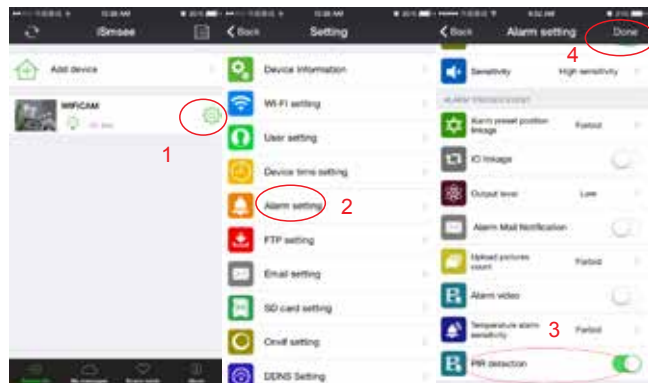 iSmsee
Add device
WIFICAM
1
Back
Setting
Device Information
Wi-Fi setting
User setting
Device time setting
Alarm setting
2
FTP setting
Email setting
SD card setting
Onvif setting
DDNS Setting
Back
Alarm setting
Done
4
Sensitivity
High sensitivity
Alarm preset position
linkage
Forbid
IO linkage
Output level
Low
Alarm Mail Notification
Upload pictures
count
Forbid
Alarm video
Temperature alarm
sensitivity
3
Forbid
PIR detection